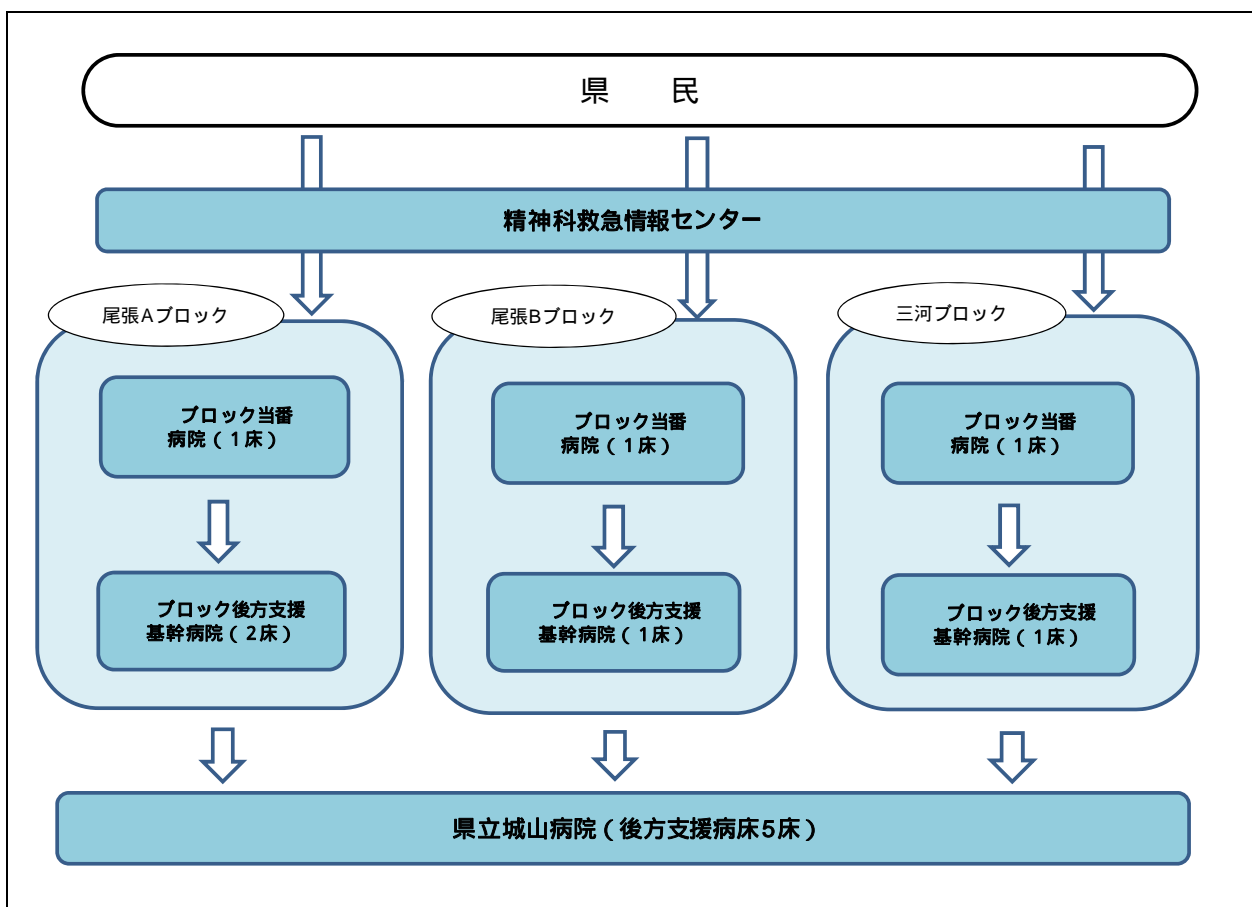 県　　民
精神科救急情報センター
尾張Aブロック
ブロック当番
病院（１床）
ブロック後方支援
基幹病院（２床）
尾張Bブロック
ブロック当番
病院（１床）
ブロック後方支援
基幹病院（１床）
三河ブロック
ブロック当番
病院（１床）
ブロック後方支援
基幹病院（１床）
県立城山病院（後方支援病床5床）